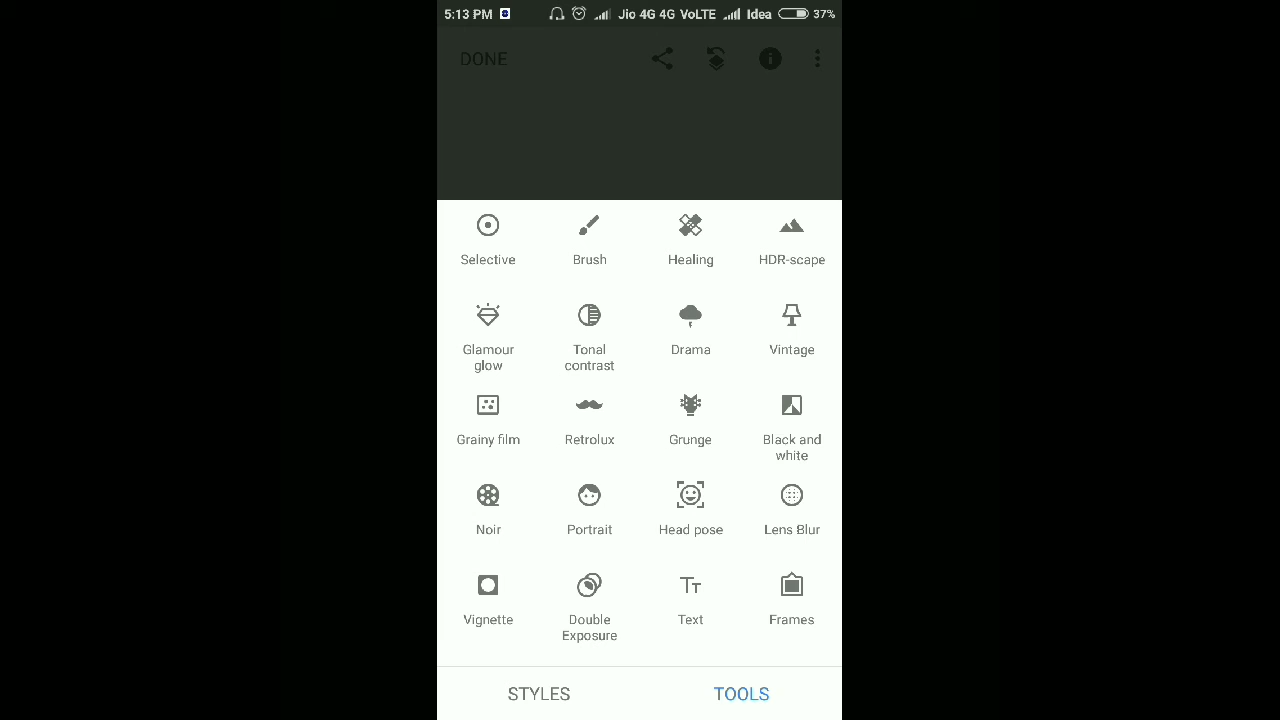 5:13 PM Jio 4G 4G VoLTE Idea 37%
DONE
Selective Brush Healing HDR-scape
Glamour glow Tonal contrast Drama Vintage
Grainy film Retrolux Grunge Black and white
Noir Portrait Head pose Lens Blur
Vignette Double Exposure Text Frames
STYLES TOOLS